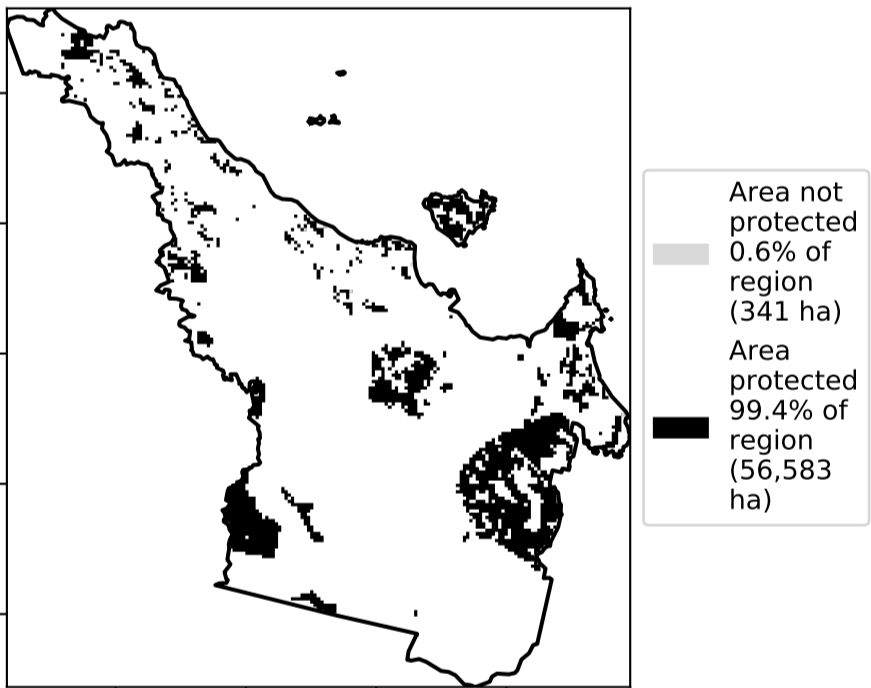 Area not
protected
0.6% of
region
(341 ha)
Area
protected
99.4% of
region
(56,583
ha)